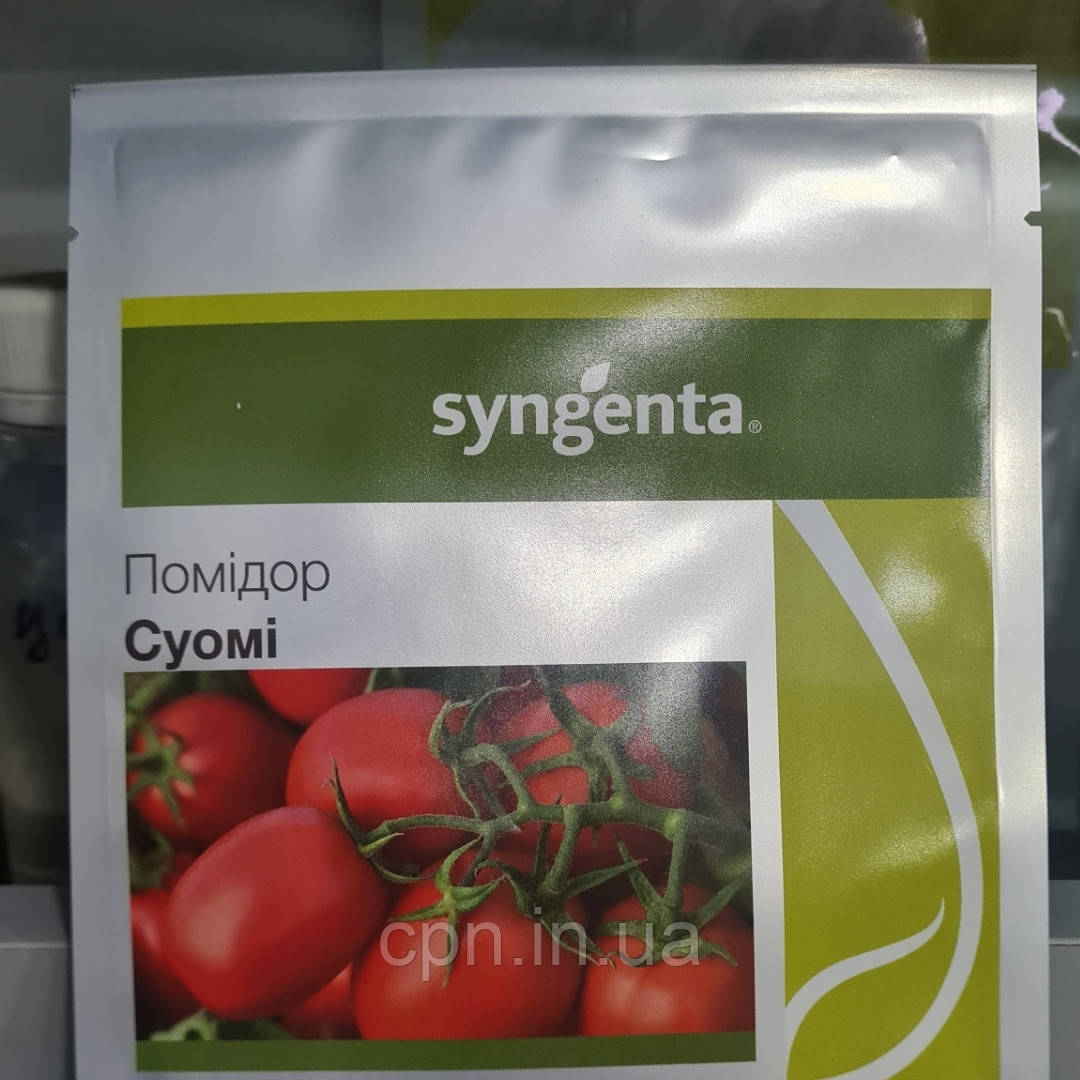 syngenta®
Помідор
Суомі
cpn.in.ua